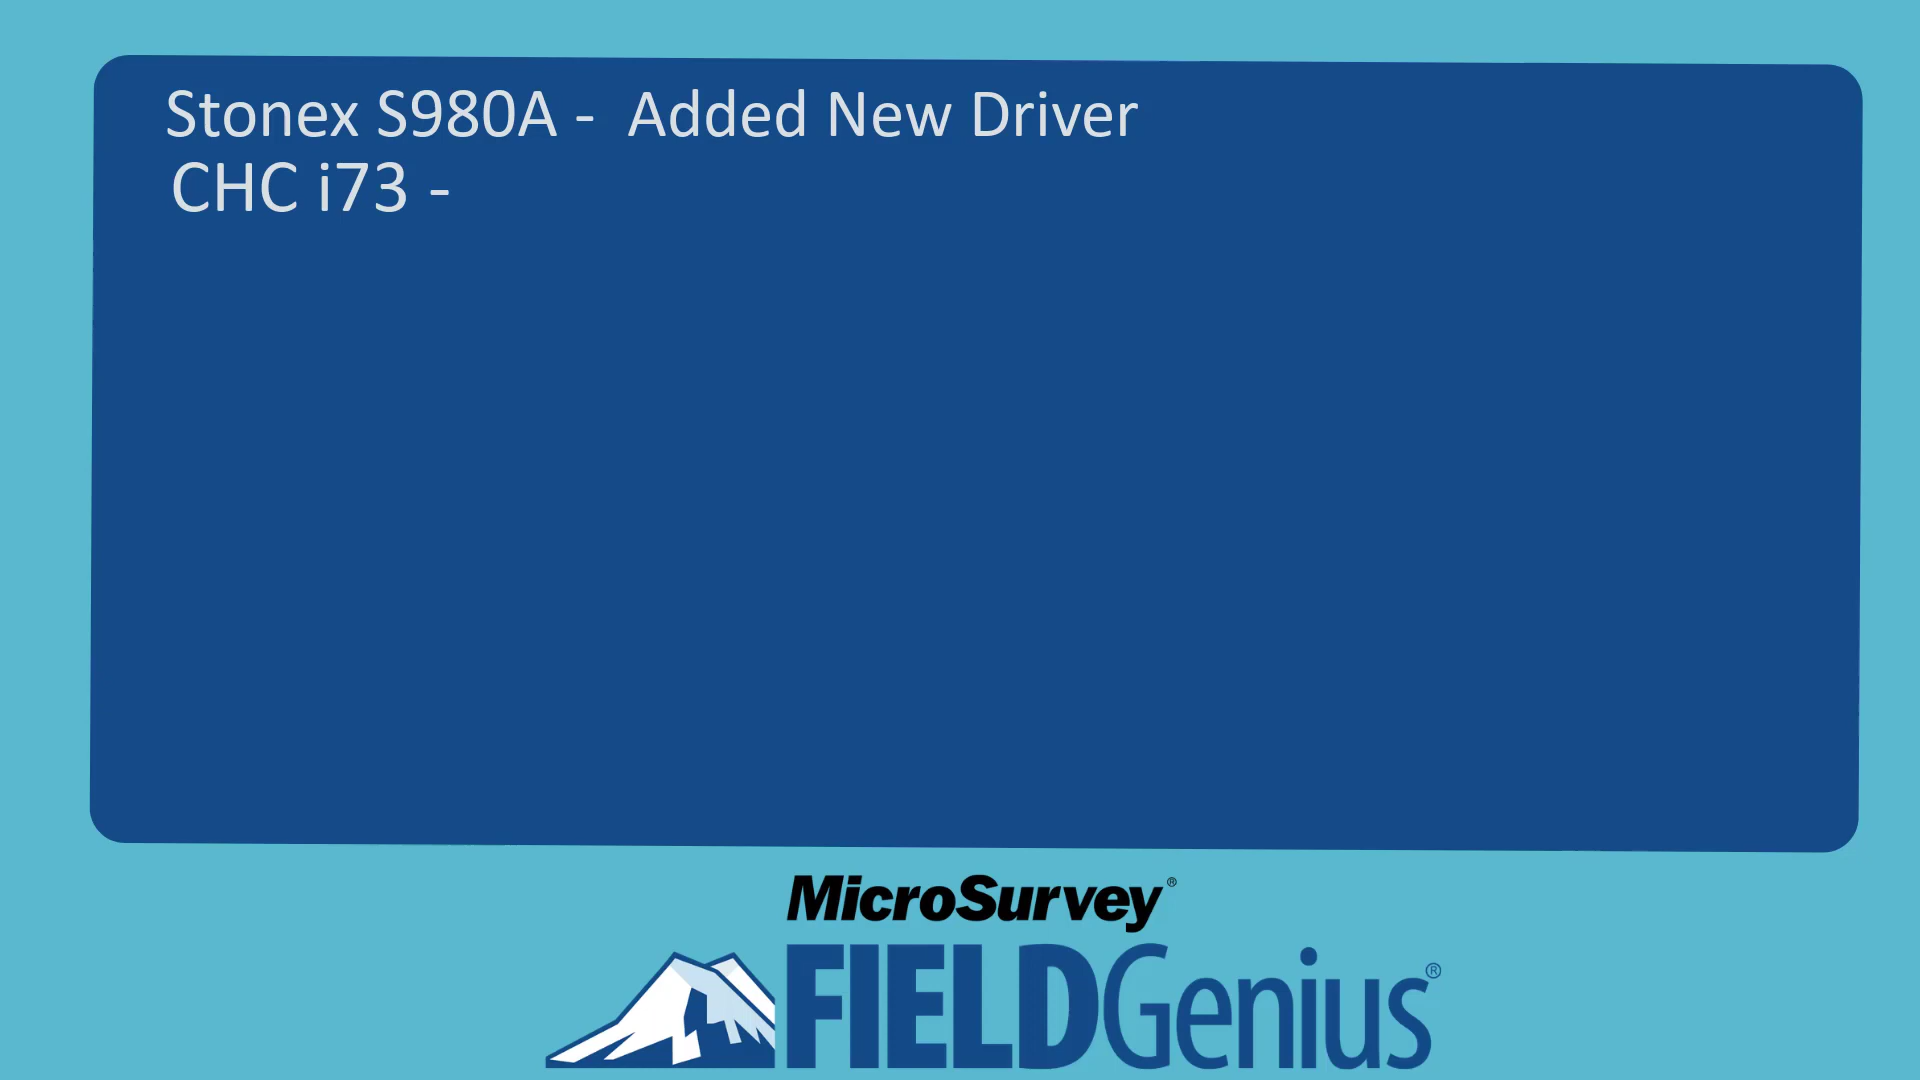 Stonex S980A -  Added New Driver
CHC i73 -
MicroSurvey®
FIELDGenius®